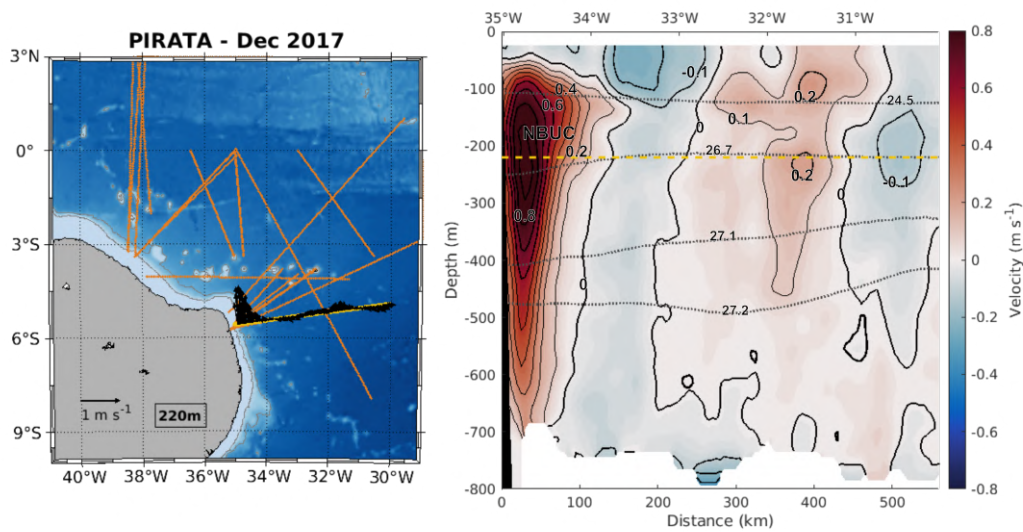 PIRATA - Dec 2017
3°N
0°
3°S
6°S
9°S
40°W 38°W 36°W 34°W 32°W 30°W
1 m s-1
220m
35°W 34°W 33°W 32°W 31°W
0
-100
-200
-300
-400
-500
-600
-700
-800
Depth (m)
0 100 200 300 400 500
Distance (km)
0.4
0.6
NBUC
0.2
0.8
-0.1
0.1
0.2
0
24.5
26.7
0.2
-0.1
0
27.1
0
27.2
0.8
0.6
0.4
0.2
0
-0.2
-0.4
-0.6
-0.8
Velocity (m s-1)